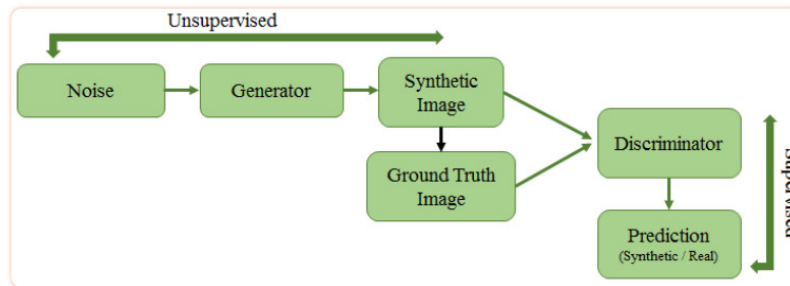 Unsupervised
Noise
Generator
Synthetic
Image
Ground Truth
Image
Discriminator
Prediction
(Synthetic / Real)
Supervised